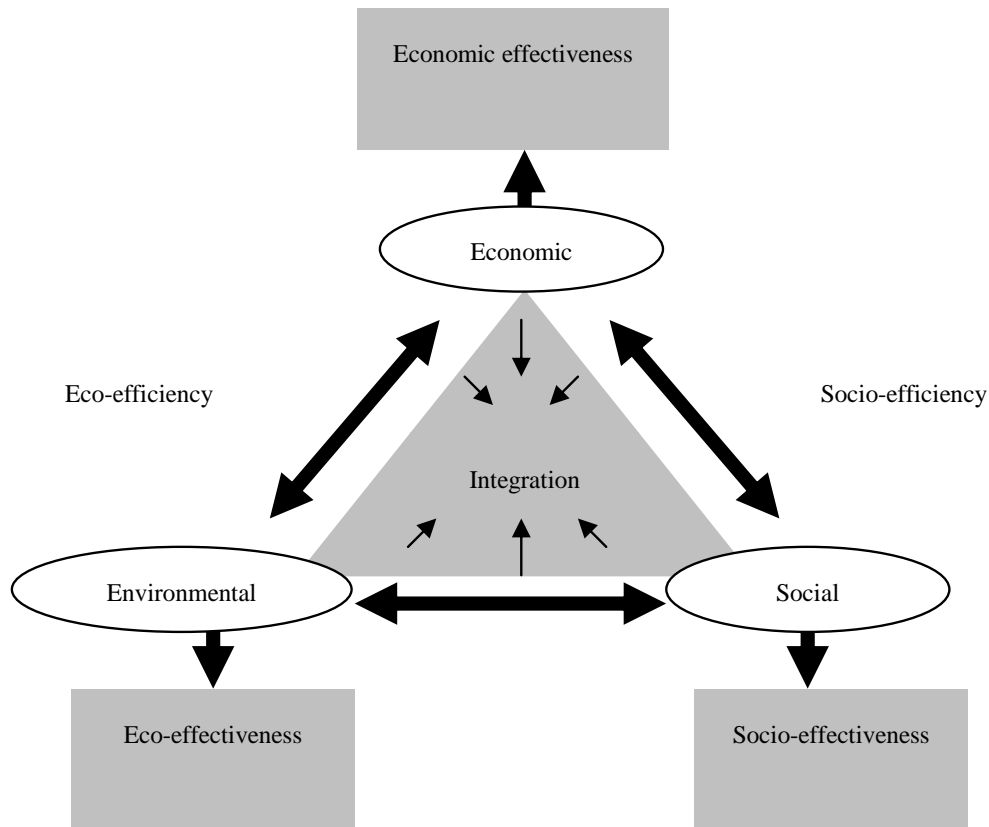 Economic effectiveness
Economic
Eco-efficiency
Socio-efficiency
Integration
Environmental
Social
Eco-effectiveness
Socio-effectiveness